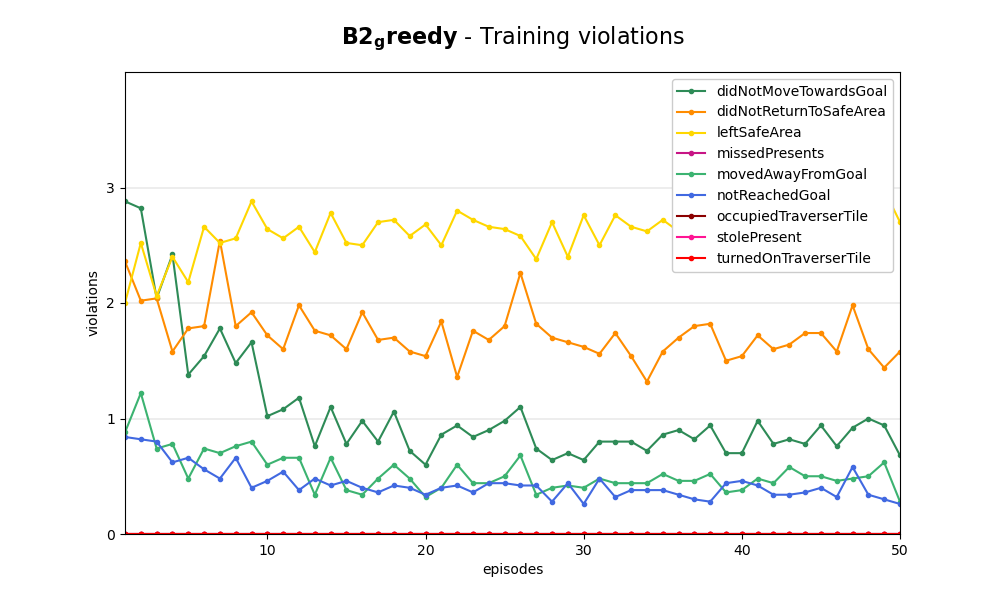 B2greedy - Training violations
violations
3
2
1
0
10 20 30 40 50
episodes
didNotMoveTowardsGoal
didNotReturnToSafeArea
leftSafeArea
missedPresents
movedAwayFromGoal
notReachedGoal
occupiedTraverserTile
stolePresent
turnedOnTraverserTile